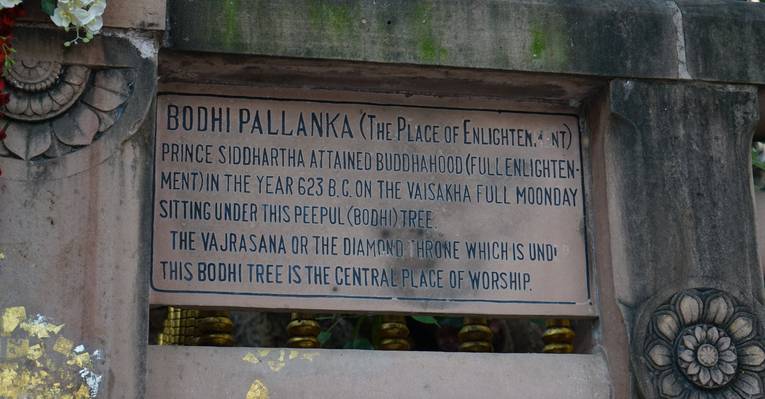 BODHI PALLANKA (THE PLACE OF ENLIGHTENMENT)
PRINCE SIDDHARTHA ATTAINED BUDDHAHOOD (FULL ENLIGHTEN-
MENT) IN THE YEAR 623 B.C. ON THE VAISAKHA FULL MOONDAY
SITTING UNDER THIS PEEPUL (BODHI) TREE.
THE VAJRASANA OR THE DIAMOND THRONE WHICH IS UNDER
THIS BODHI TREE IS THE CENTRAL PLACE OF WORSHIP.